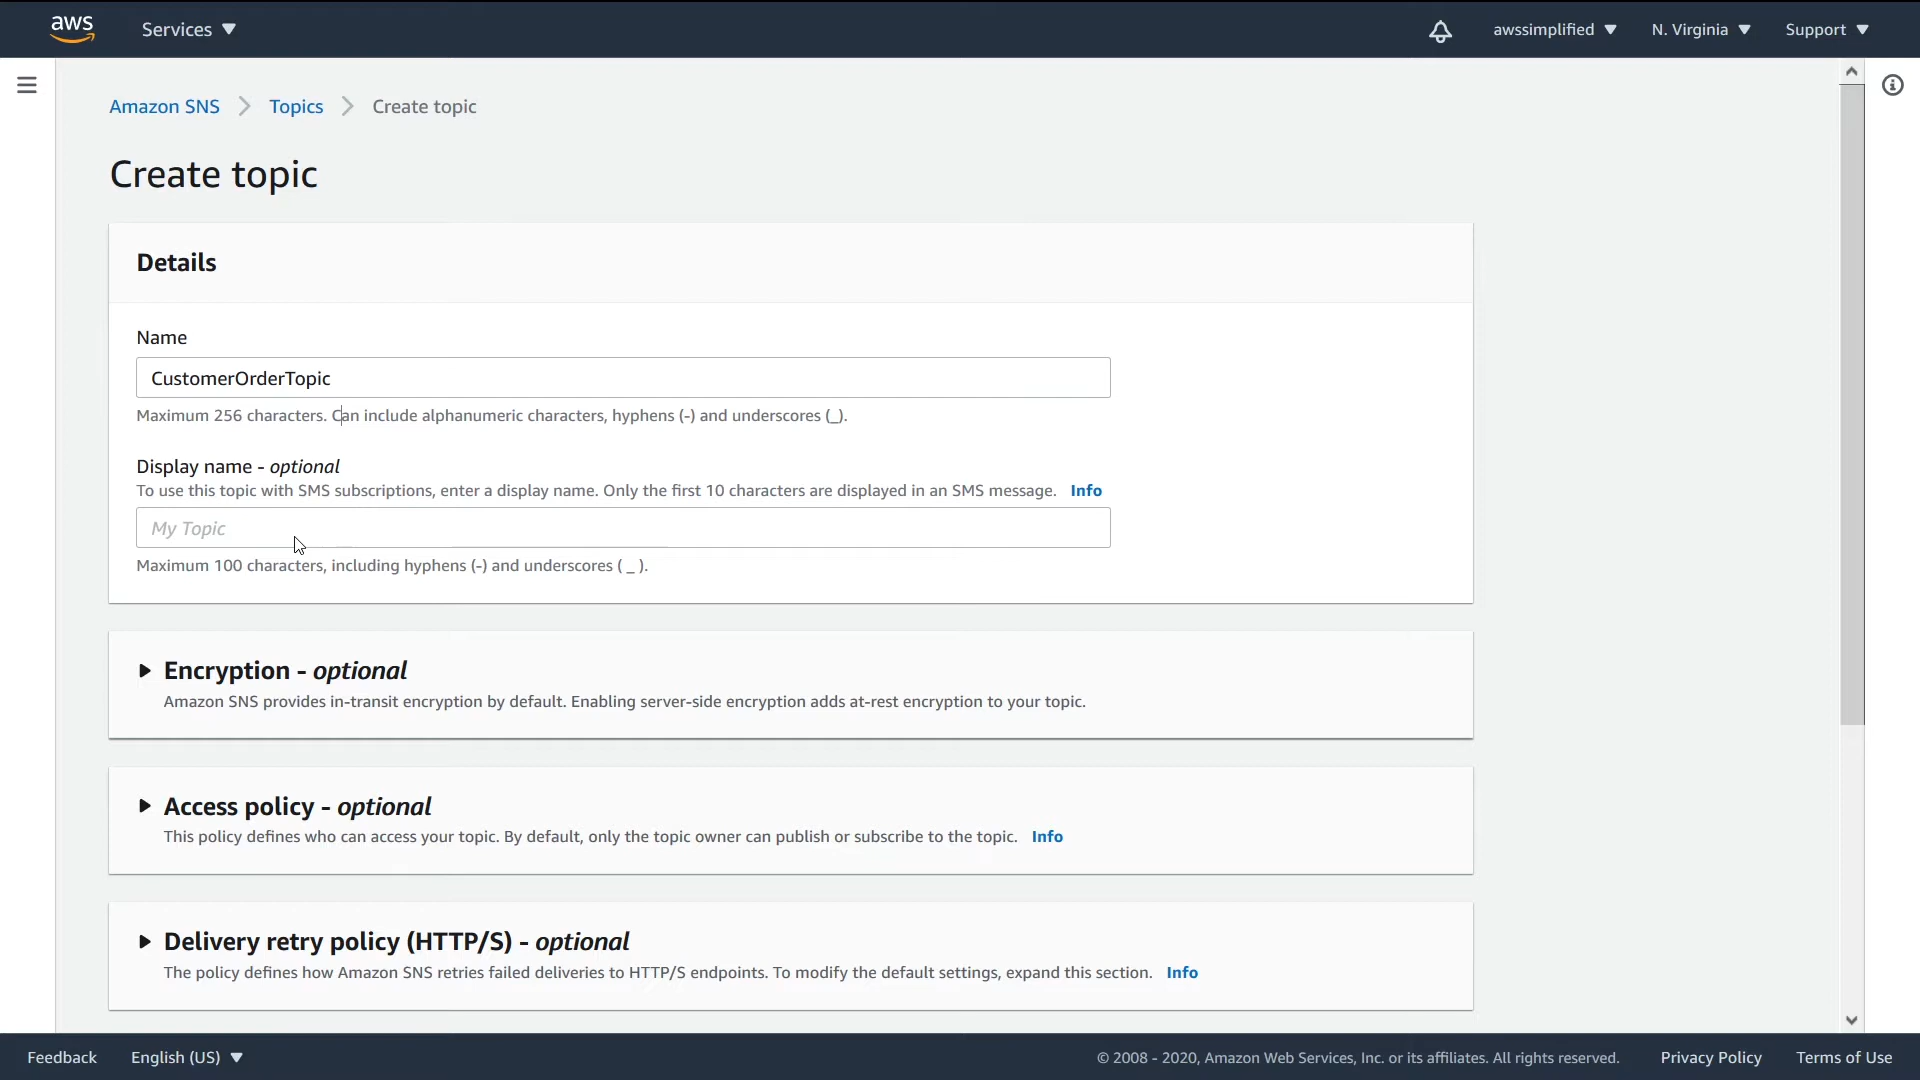 aws
Services
awssimplified
N. Virginia
Support
Amazon SNS
Topics
Create topic
Create topic
Details
Name
CustomerOrderTopic
Maximum 256 characters. Can include alphanumeric characters, hyphens (-) and underscores (_).
Display name - optional
To use this topic with SMS subscriptions, enter a display name. Only the first 10 characters are displayed in an SMS message. Info
My Topic
Maximum 100 characters, including hyphens (-) and underscores ( _ ).
Encryption - optional
Amazon SNS provides in-transit encryption by default. Enabling server-side encryption adds at-rest encryption to your topic.
Access policy - optional
This policy defines who can access your topic. By default, only the topic owner can publish or subscribe to the topic. Info
Delivery retry policy (HTTP/S) - optional
The policy defines how Amazon SNS retries failed deliveries to HTTP/S endpoints. To modify the default settings, expand this section. Info
Feedback
English (US)
© 2008 - 2020, Amazon Web Services, Inc. or its affiliates. All rights reserved.
Privacy Policy
Terms of Use